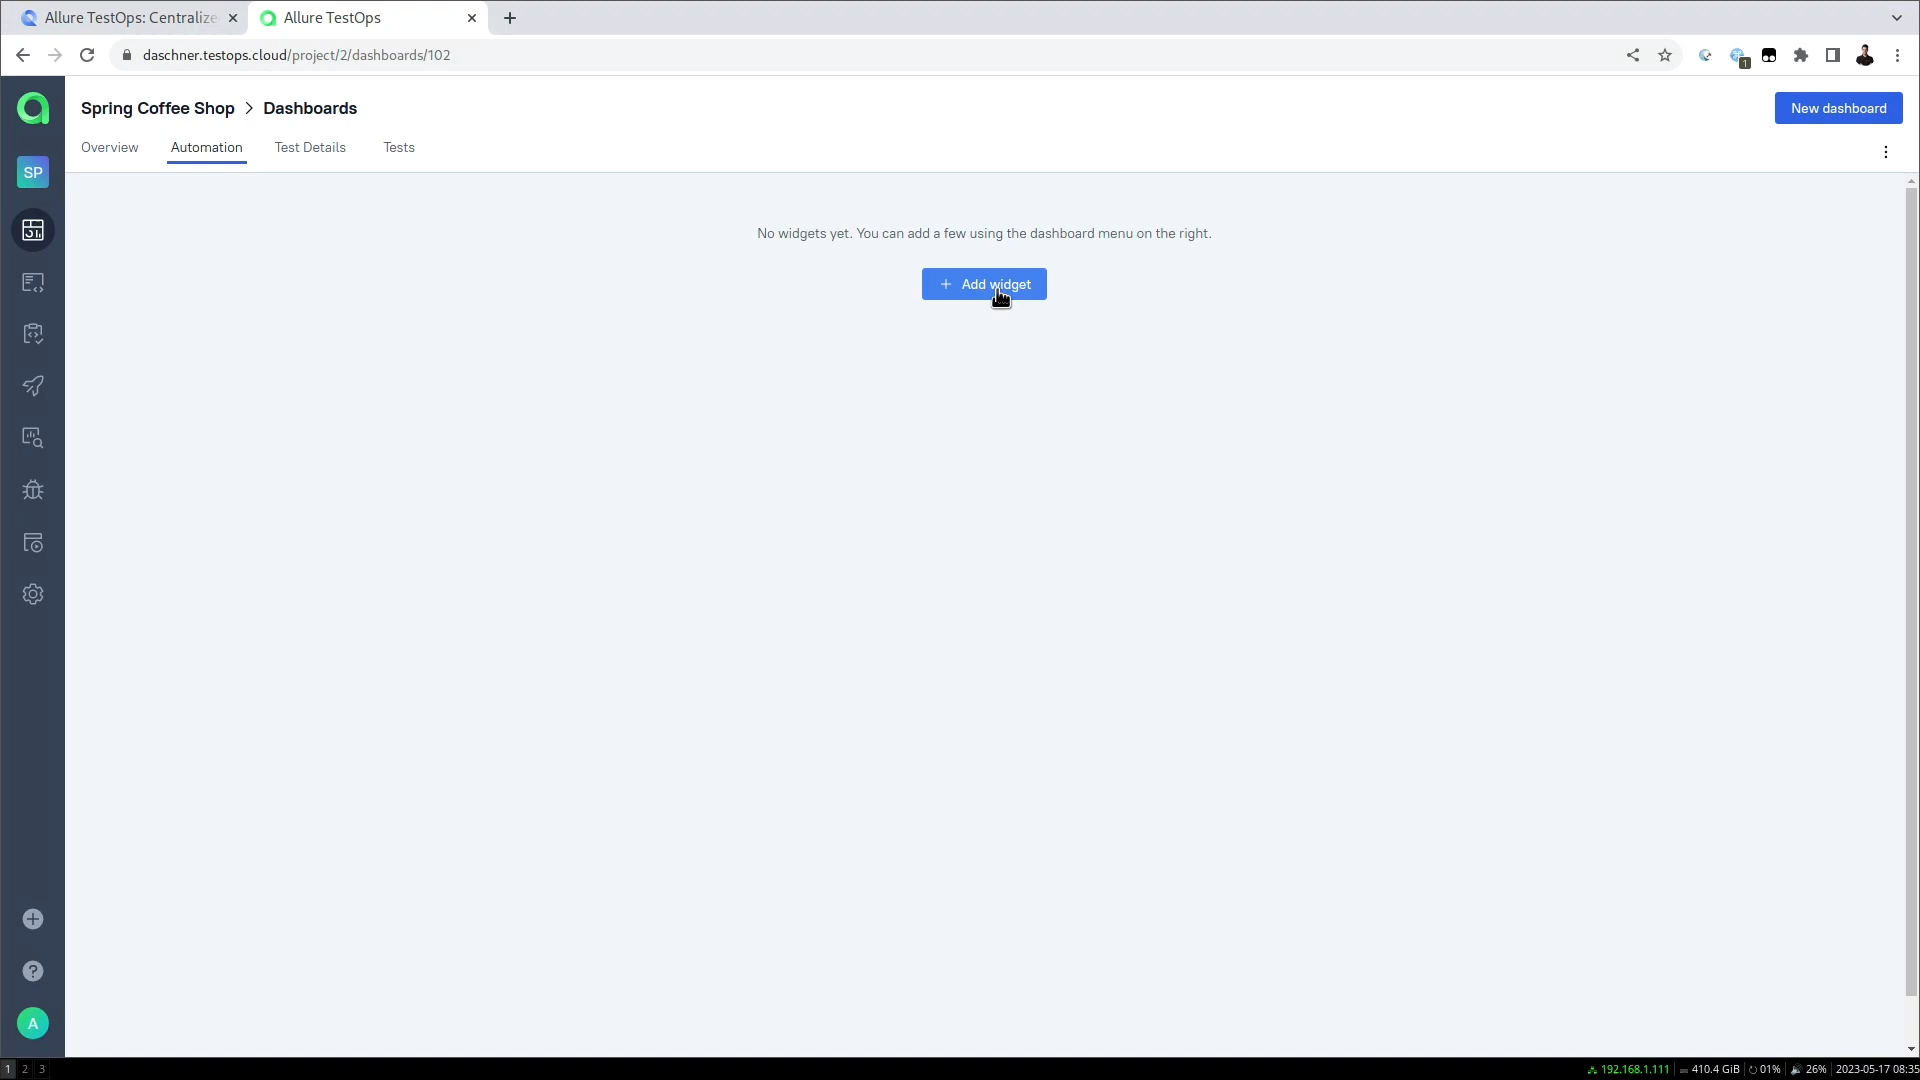 Allure TestOps: Centralize
Allure TestOps
daschner.testops.cloud/project/2/dashboards/102
1
Spring Coffee Shop > Dashboards
New dashboard
Overview
Automation
Test Details
Tests
SP
No widgets yet. You can add a few using the dashboard menu on the right.
+ Add widget
?
A
1 2 3
192.168.1.111
410.4 GiB
01%
26%
2023-05-17 08:35